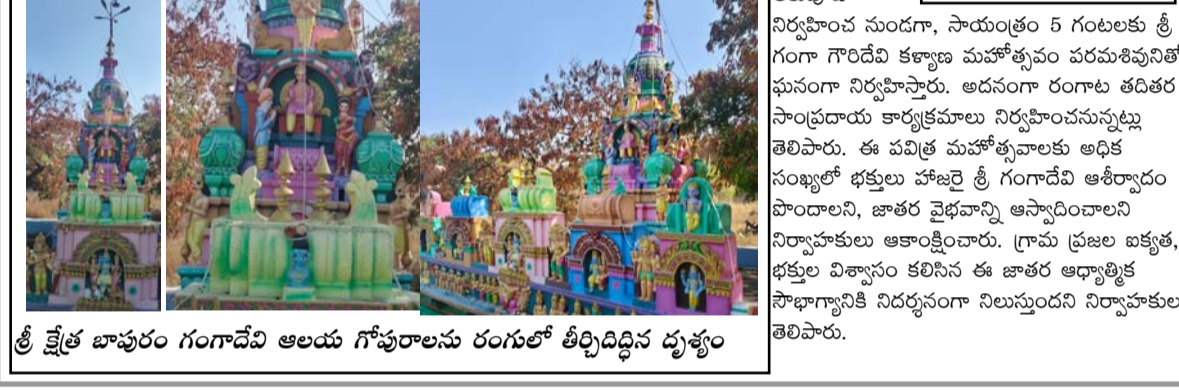 శ్రీ క్షేత్ర బాపురం గంగాదేవి ఆలయ గోపురాలను రంగులో తీర్చిదిద్దిన దృశ్యం
నిర్వహించ నుండగా, సాయంత్రం 5 గంటలకు శ్రీ
గంగా గౌరిదేవి కళ్యాణ మహోత్సవం పరమశివునితో
ఘనంగా నిర్వహిస్తారు. అదనంగా రంగాట తదితర
సాంప్రదాయ కార్యక్రమాలు నిర్వహించనున్నట్లు
తెలిపారు. ఈ పవిత్ర మహోత్సవాలకు అధిక
సంఖ్యలో భక్తులు హాజరై శ్రీ గంగాదేవి ఆశీర్వాదం
పొందాలని, జాతర వైభవాన్ని ఆస్వాదించాలని
నిర్వాహకులు ఆకాంక్షించారు. గ్రామ ప్రజల ఐక్యత,
భక్తుల విశ్వాసం కలిసిన ఈ జాతర ఆధ్యాత్మిక
సౌభాగ్యానికి నిదర్శనంగా నిలుస్తుందని నిర్వాహకుల
తెలిపారు.